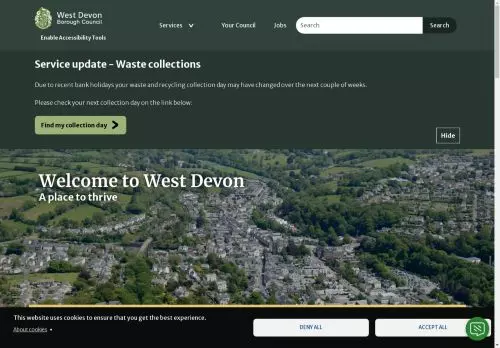 West Devon
Borough Council
Services
Your Council
Jobs
Search
Search
Enable Accessibility Tools
Service update - Waste collections
Due to recent bank holidays your waste and recycling collection day may have changed over the next couple of weeks.
Please check your next collection day on the link below:
Find my collection day
Hide
Welcome to West Devon
A place to thrive
This website uses cookies to ensure that you get the best experience.
About cookies
DENY ALL
ACCEPT ALL